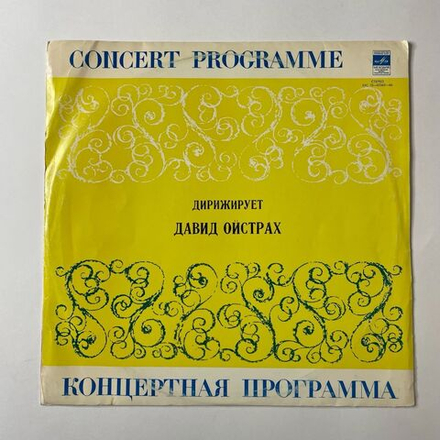 CONCERT PROGRAMME
ДИРИЖИРУЕТ
ДАВИД ОЙСТРАХ
КОНЦЕРТНАЯ ПРОГРАММА